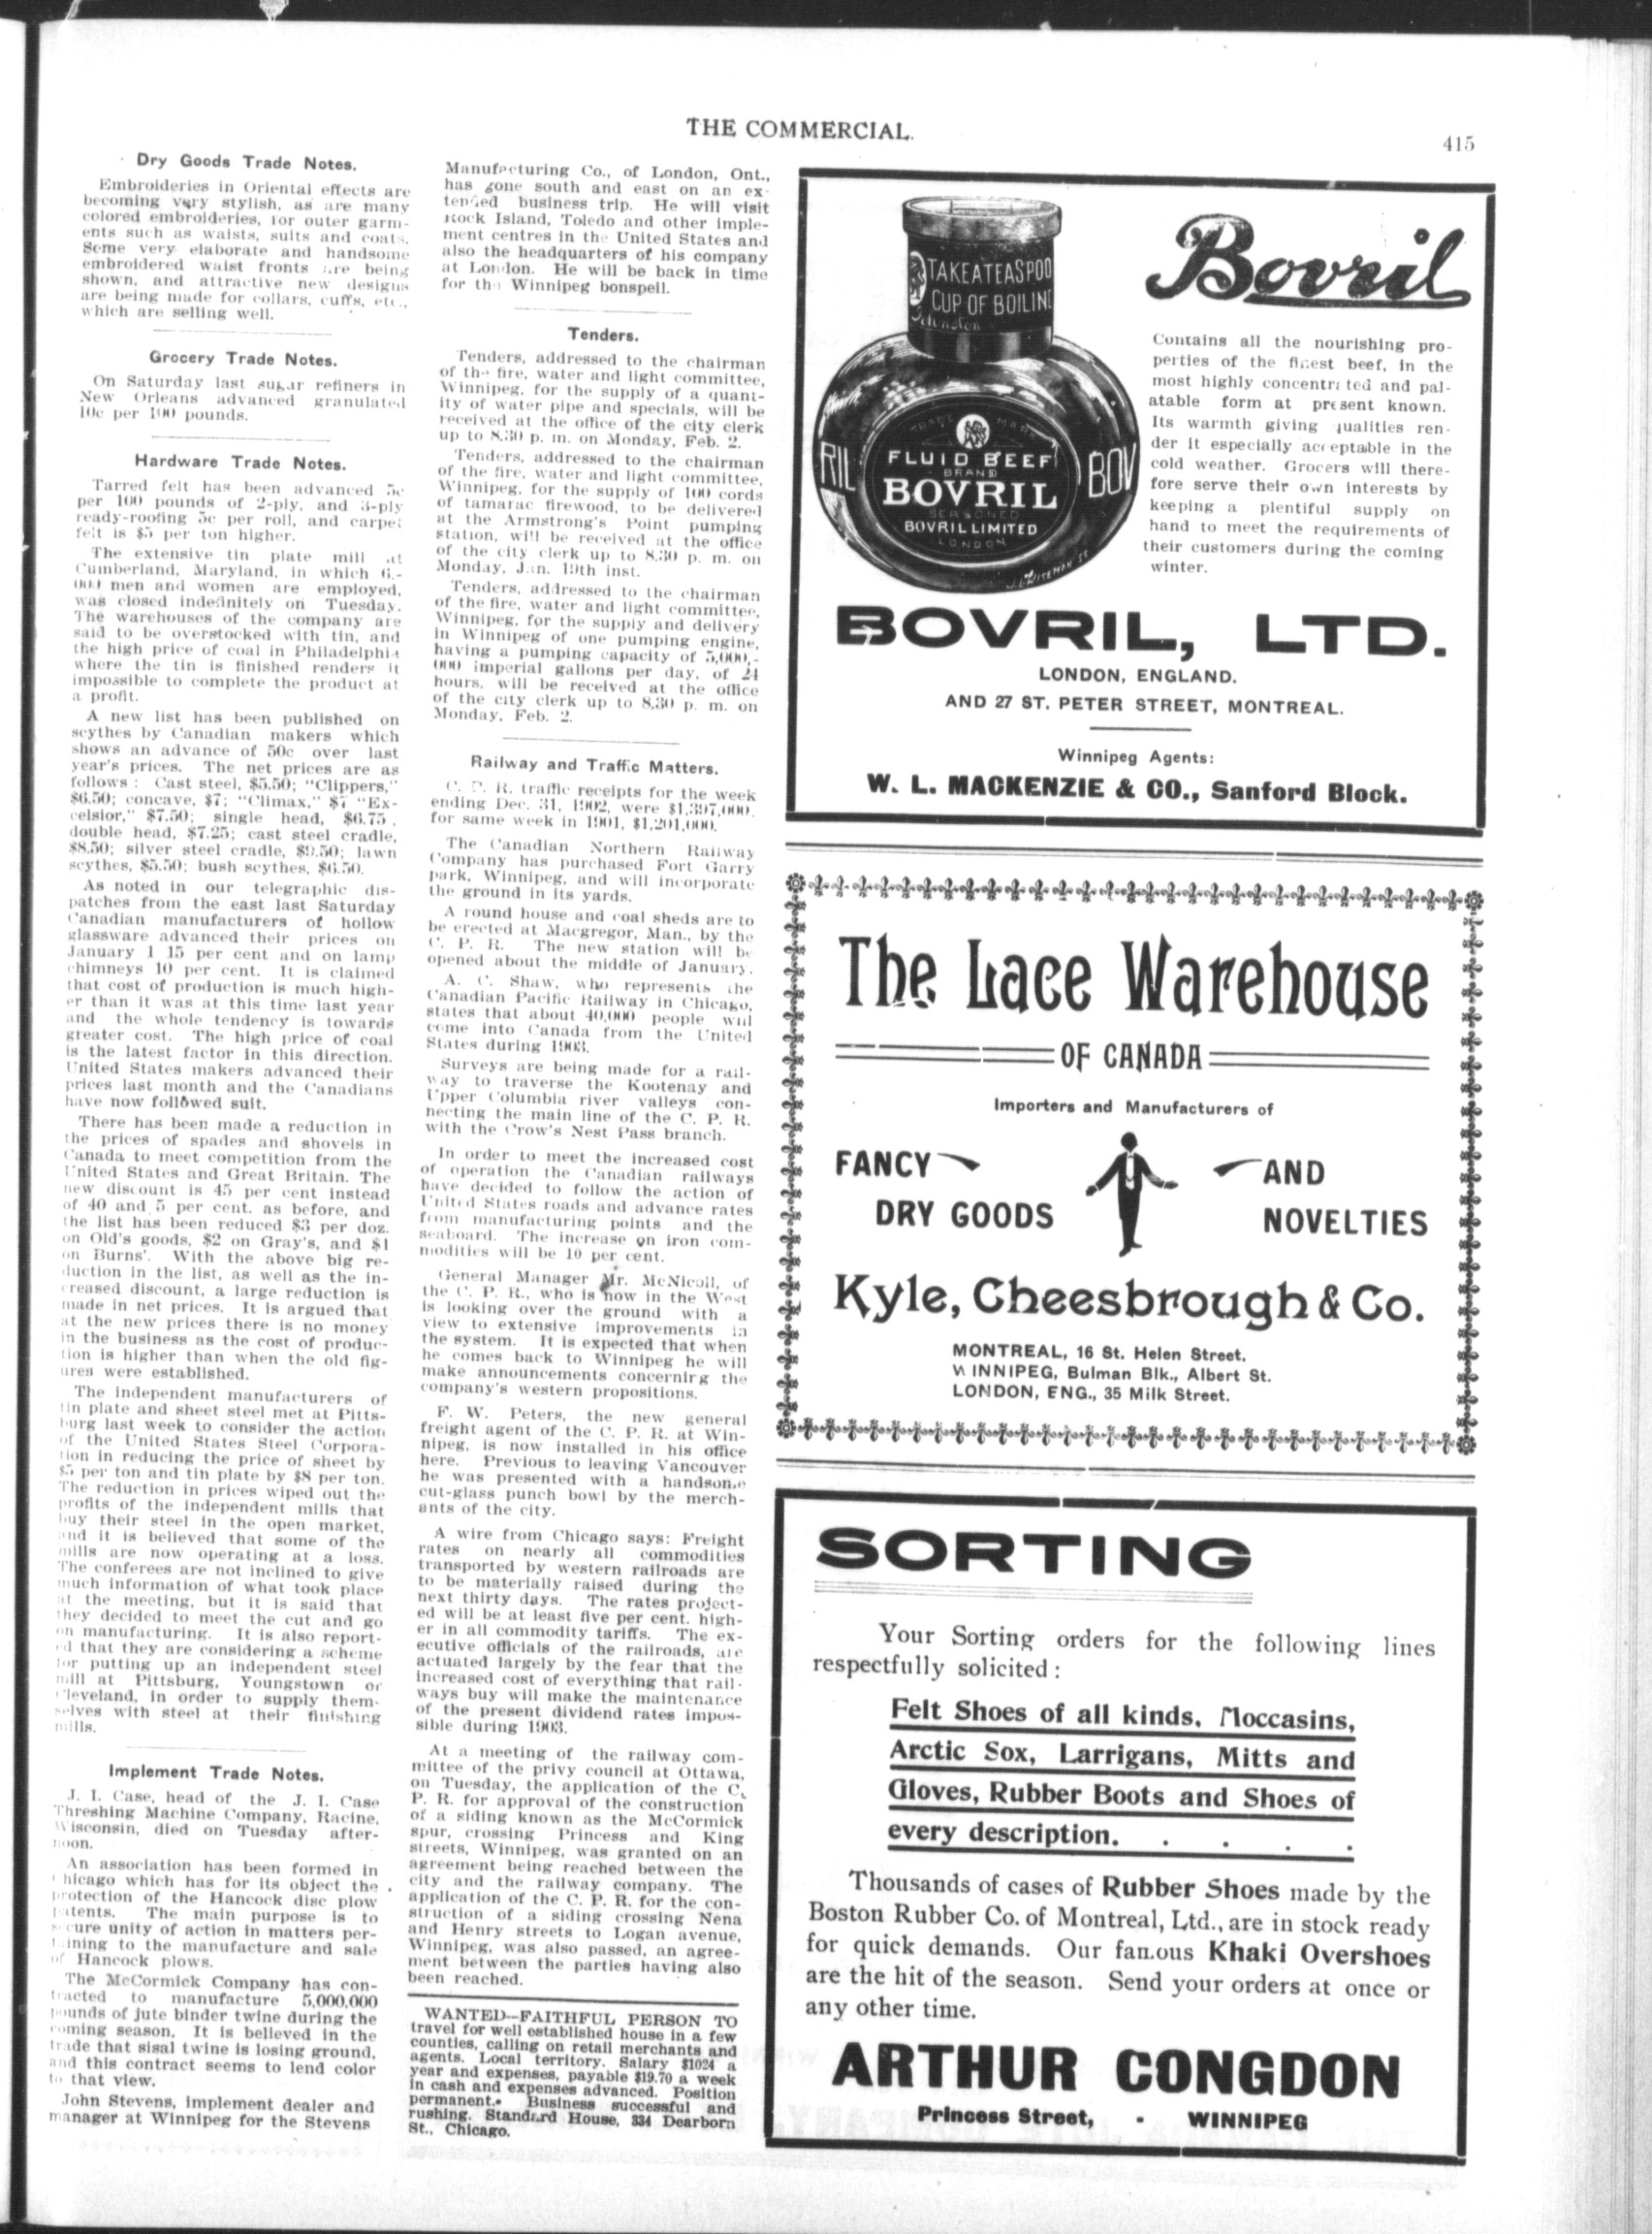 THE COMMERCIAL.
415
Dry Goods Trade Notes.
Embroideries in Oriental effects are
becoming very stylish, as are many
colored embroideries, for outer garm-
ents such as waists, suits and coats.
Some very elaborate and handsome
embroidered waist fronts are being
shown, and attractive new designs
are being made for collars, cuffs, etc.,
which are selling well.
Grocery Trade Notes.
On Saturday last sugar refiners in
New Orleans advanced granulated
10c per 100 pounds.
Hardware Trade Notes.
Tarred felt has been advanced 5c
per 100 pounds of 2-ply, and 3-ply
ready-roofing 5c per roll, and carpet
felt is $5 per ton higher.
The extensive tin plate mill at
Cumberland, Maryland, in which 6,-
000 men and women are employed,
was closed indefinitely on Tuesday.
The warehouses of the company are
said to be overstocked with tin, and
the high price of coal in Philadelphia
where the tin is finished renders it
impossible to complete the product at
a profit.
A new list has been published on
scythes by Canadian makers which
shows an advance of 50c over last
year's prices. The net prices are as
follows: Cast steel, $5.50; "Clippers,"
$6.50; concave, $7; "Climax," $7 "Ex-
celsior," $7.50; single head, $6.75,
double head, $7.25; cast steel cradle,
$8.50; silver steel cradle, $9.50; lawn
scythes, $5.50; bush scythes, $6.50.
As noted in our telegraphic dis-
patches from the east last Saturday
Canadian manufacturers of hollow
glassware advanced their prices on
January 1 15 per cent and on lamp
chimneys 10 per cent. It is claimed
that cost of production is much high-
er than it was at this time last year
and the whole tendency is towards
greater cost. The high price of coal
is the latest factor in this direction.
United States makers advanced their
prices last month and the Canadians
have now followed suit.
There has been made a reduction in
the prices of spades and shovels in
Canada to meet competition from the
United States and Great Britain. The
new discount is 45 per cent instead
of 40 and 5 per cent. as before, and
the list has been reduced $3 per doz.
on Old's goods, $2 on Gray's, and $1
on Burns'. With the above big re-
duction in the list, as well as the in-
creased discount, a large reduction is
made in net prices. It is argued that
at the new prices there is no money
in the business as the cost of produc-
tion is higher than when the old fig-
ures were established.
The independent manufacturers of
tin plate and sheet steel met at Pitts-
burg last week to consider the action
of the United States Steel Corpora-
tion in reducing the price of sheet by
$5 per ton and tin plate by $8 per ton.
The reduction in prices wiped out the
profits of the independent mills that
buy their steel in the open market,
and it is believed that some of the
mills are now operating at a loss.
The conferees are not inclined to give
much information of what took place
at the meeting, but it is said that
they decided to meet the cut and go
on manufacturing. It is also report-
ed that they are considering a scheme
for putting up an independent steel
mill at Pittsburg, Youngstown or
Cleveland, in order to supply them-
selves with steel at their finishing
mills.
Implement Trade Notes.
J. I. Case, head of the J. I. Case
Threshing Machine Company, Racine,
Wisconsin, died on Tuesday after-
noon.
An association has been formed in
Chicago which has for its object the
protection of the Hancock disc plow
patents. The main purpose is to
secure unity of action in matters per-
taining to the manufacture and sale
of Hancock plows.
The McCormick Company has con-
tracted to manufacture 5,000,000
pounds of jute binder twine during the
coming season. It is believed in the
trade that sisal twine is losing ground,
and this contract seems to lend color
to that view.
John Stevens, implement dealer and
manager at Winnipeg for the Stevens
Manufacturing Co., of London, Ont.,
has gone south and east on an ex-
tended business trip. He will visit
Rock Island, Toledo and other imple-
ment centres in the United States and
also the headquarters of his company
at London. He will be back in time
for the Winnipeg bonspeil.
Tenders.
Tenders, addressed to the chairman
of the fire, water and light committee,
Winnipeg, for the supply of a quant-
ity of water pipe and specials, will be
received at the office of the city clerk
up to 8.30 p. m. on Monday, Feb. 2.
Tenders, addressed to the chairman
of the fire, water and light committee,
Winnipeg, for the supply of 100 cords
of tamarac firewood, to be delivered
at the Armstrong's Point pumping
station, will be received at the office
of the city clerk up to 8.30 p. m. on
Monday, Jan. 19th inst.
Tenders, addressed to the chairman
of the fire, water and light committee,
Winnipeg, for the supply and delivery
in Winnipeg of one pumping engine,
having a pumping capacity of 5,000,-
000 imperial gallons per day, of 24
hours, will be received at the office
of the city clerk up to 8,30 p. m. on
Monday, Feb. 2.
Railway and Traffic Matters.
C. P. R. traffic receipts for the week
ending Dec. 31, 1902, were $1,397,000.
for same week in 1901, $1,201,000.
The Canadian Northern Railway
Company has purchased Fort Garry
park, Winnipeg, and will incorporate
the ground in its yards.
A round house and coal sheds are to
be erected at Macgregor, Man., by the
C. P. R. The new station will be
opened about the middle of January.
A. C. Shaw, who represents the
Canadian Pacific Railway in Chicago,
states that about 40,000 people will
come into Canada from the United
States during 1903.
Surveys are being made for a rail-
way to traverse the Kootenay and
Upper Columbia river valleys con-
necting the main line of the C. P. R.
with the Crow's Nest Pass branch.
In order to meet the increased cost
of operation the Canadian railways
have decided to follow the action of
United States roads and advance rates
from manufacturing points and the
seaboard. The increase on iron com-
modities will be 10 per cent.
General Manager Mr. McNicoll, of
the C. P. R., who is now in the West
is looking over the ground with a
view to extensive improvements in
the system. It is expected that when
he comes back to Winnipeg he will
make announcements concerning the
company's western propositions.
F. W. Peters, the new general
freight agent of the C. P. R. at Win-
nipeg, is now installed in his office
here. Previous to leaving Vancouver
he was presented with a handsome
cut-glass punch bowl by the merch-
ants of the city.
A wire from Chicago says: Freight
rates on nearly all commodities
transported by western railroads are
to be materially raised during the
next thirty days. The rates project-
ed will be at least five per cent. high-
er in all commodity tariffs. The ex-
ecutive officials of the railroads, are
actuated largely by the fear that the
increased cost of everything that rail-
ways buy will make the maintenance
of the present dividend rates impos-
sible during 1903.
At a meeting of the railway com-
mittee of the privy council at Ottawa,
on Tuesday, the application of the C.
P. R. for approval of the construction
of a siding known as the McCormick
spur, crossing Princess and King
streets, Winnipeg, was granted on an
agreement being reached between the
city and the railway company. The
application of the C. P. R. for the con-
struction of a siding crossing Nena
and Henry streets to Logan avenue,
Winnipeg, was also passed, an agree-
ment between the parties having also
been reached.
WANTED--FAITHFUL PERSON TO
travel for well established house in a few
counties, calling on retail merchants and
agents. Local territory. Salary $1024 a
year and expenses, payable $19.70 a week
in cash and expenses advanced. Position
permanent. Business successful and
rushing. Standard House, 334 Dearborn
St., Chicago.
TAKE A TEASPOO
CUP OF BOILING
Johnston
RIL
TRADE MARK
FLUID BEEF
BRAND
BOVRIL
SEASONED
BOVRIL LIMITED
LONDON
BOV
Bovril
Contains all the nourishing pro-
perties of the finest beef, in the
most highly concentrated and pal-
atable form at present known.
Its warmth giving qualities ren-
der it especially acceptable in the
cold weather. Grocers will there-
fore serve their own interests by
keeping a plentiful supply on
hand to meet the requirements of
their customers during the coming
winter.
BOVRIL, LTD.
LONDON, ENGLAND.
AND 27 ST. PETER STREET, MONTREAL.
Winnipeg Agents:
W. L. MACKENZIE & CO., Sanford Block.
The Lace Warehouse
OF CANADA
Importers and Manufacturers of
FANCY
DRY GOODS
AND
NOVELTIES
Kyle, Cheesbrough & Co.
MONTREAL, 16 St. Helen Street.
WINNIPEG, Bulman Blk., Albert St.
LONDON, ENG., 35 Milk Street.
SORTING
Your Sorting orders for the following lines
respectfully solicited:
Felt Shoes of all kinds, Moccasins,
Arctic Sox, Larrigans, Mitts and
Gloves, Rubber Boots and Shoes of
every description. . . . .
Thousands of cases of Rubber Shoes made by the
Boston Rubber Co. of Montreal, Ltd., are in stock ready
for quick demands. Our famous Khaki Overshoes
are the hit of the season. Send your orders at once or
any other time.
ARTHUR CONGDON
Princess Street, - WINNIPEG